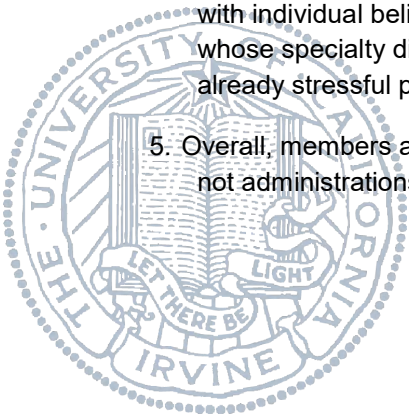 with individual beli
whose specialty di
already stressful p
5. Overall, members a
not administrations
THE · UNIVERSITY OF CALIFORNIA
LET THERE BE LIGHT
IRVINE